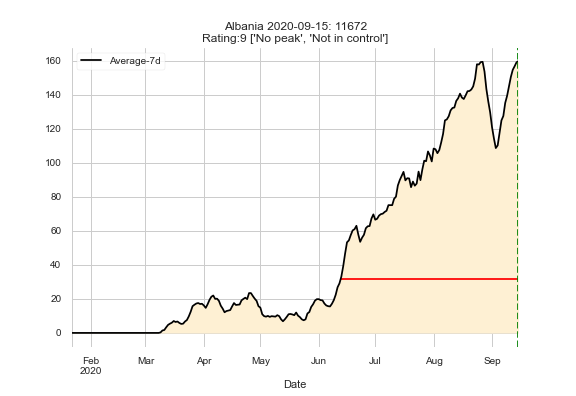 Albania 2020-09-15: 11672
Rating:9 ['No peak', 'Not in control']
Average-7d
160
140
120
100
80
60
40
20
0
Feb Mar Apr May Jun Jul Aug Sep
2020
Date